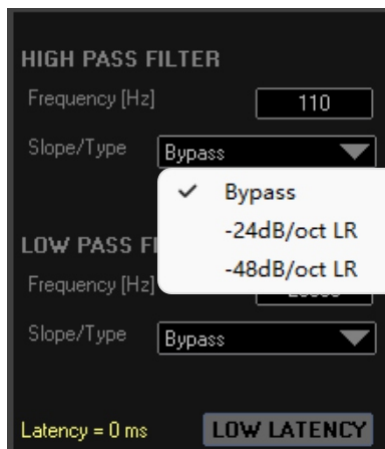 HIGH PASS FILTER
Frequency [Hz] 110
Slope/Type Bypass
Bypass
-24dB/oct LR
-48dB/oct LR
LOW PASS
Frequency [Hz]
Slope/Type Bypass
Latency = 0 ms LOW LATENCY